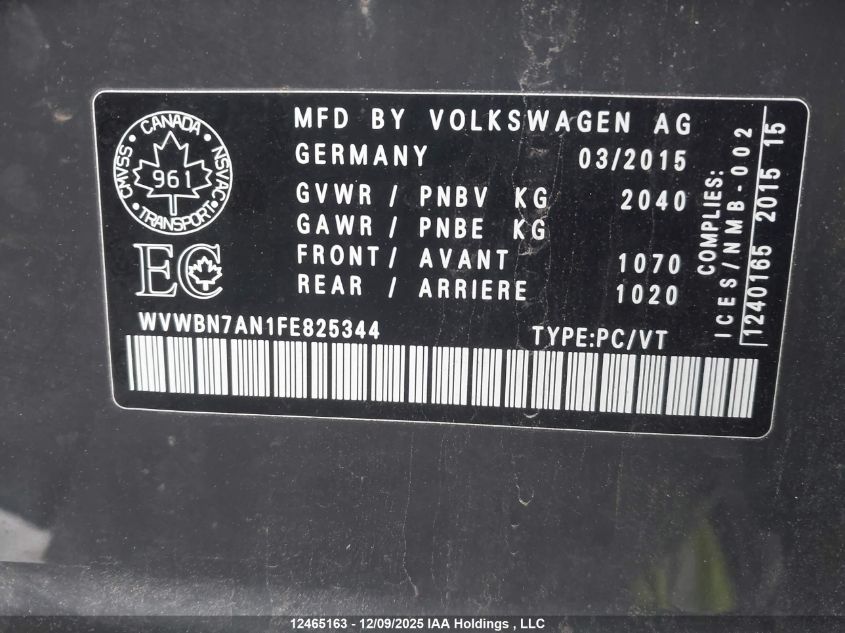 CANADA
CMVSS
NSVAC
961
TRANSPORT
EC
MFD BY VOLKSWAGEN AG
GERMANY 03/2015
GVWR / PNBV KG 2040
GAWR / PNBE KG
FRONT/ AVANT 1070
REAR / ARRIERE 1020
COMPLIES:
ICES/NMB-002
1240165 2015 15
WVWBN7AN1FE825344 TYPE:PC/VT
12465163 - 12/09/2025 IAA Holdings , LLC